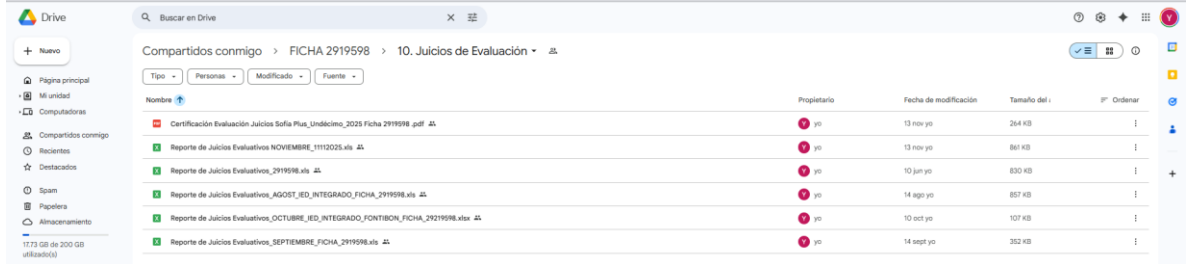 Drive
Buscar en Drive
Nuevo
Página principal
Mi unidad
Computadoras
Compartidos conmigo
Recientes
Destacados
Spam
Papelera
Almacenamiento
17.73 GB de 200 GB
utilizado(s)
Compartidos conmigo > FICHA 2919598 > 10. Juicios de Evaluación
Tipo Personas Modificado Fuente
Nombre Propietario Fecha de modificación Tamaño del Ordenar
Certificación Evaluación Juicios Sofia Plus_Undécimo_2025 Ficha 2919598 .pdf yo 13 nov yo 264 KB
Reporte de Juicios Evaluativos NOVIEMBRE_11112025.xls yo 13 nov yo 861 KB
Reporte de Juicios Evaluativos_2919598.xls yo 10 jun yo 830 KB
Reporte de Juicios Evaluativos_AGOST_IED_INTEGRADO_FICHA_2919598.xls yo 14 ago yo 857 KB
Reporte de Juicios Evaluativos_OCTUBRE_IED_INTEGRADO_FONTIBON_FICHA_29219598.xlsx yo 10 oct yo 107 KB
Reporte de Juicios Evaluativos_SEPTIEMBRE_FICHA_2919598.xls yo 14 sept yo 352 KB